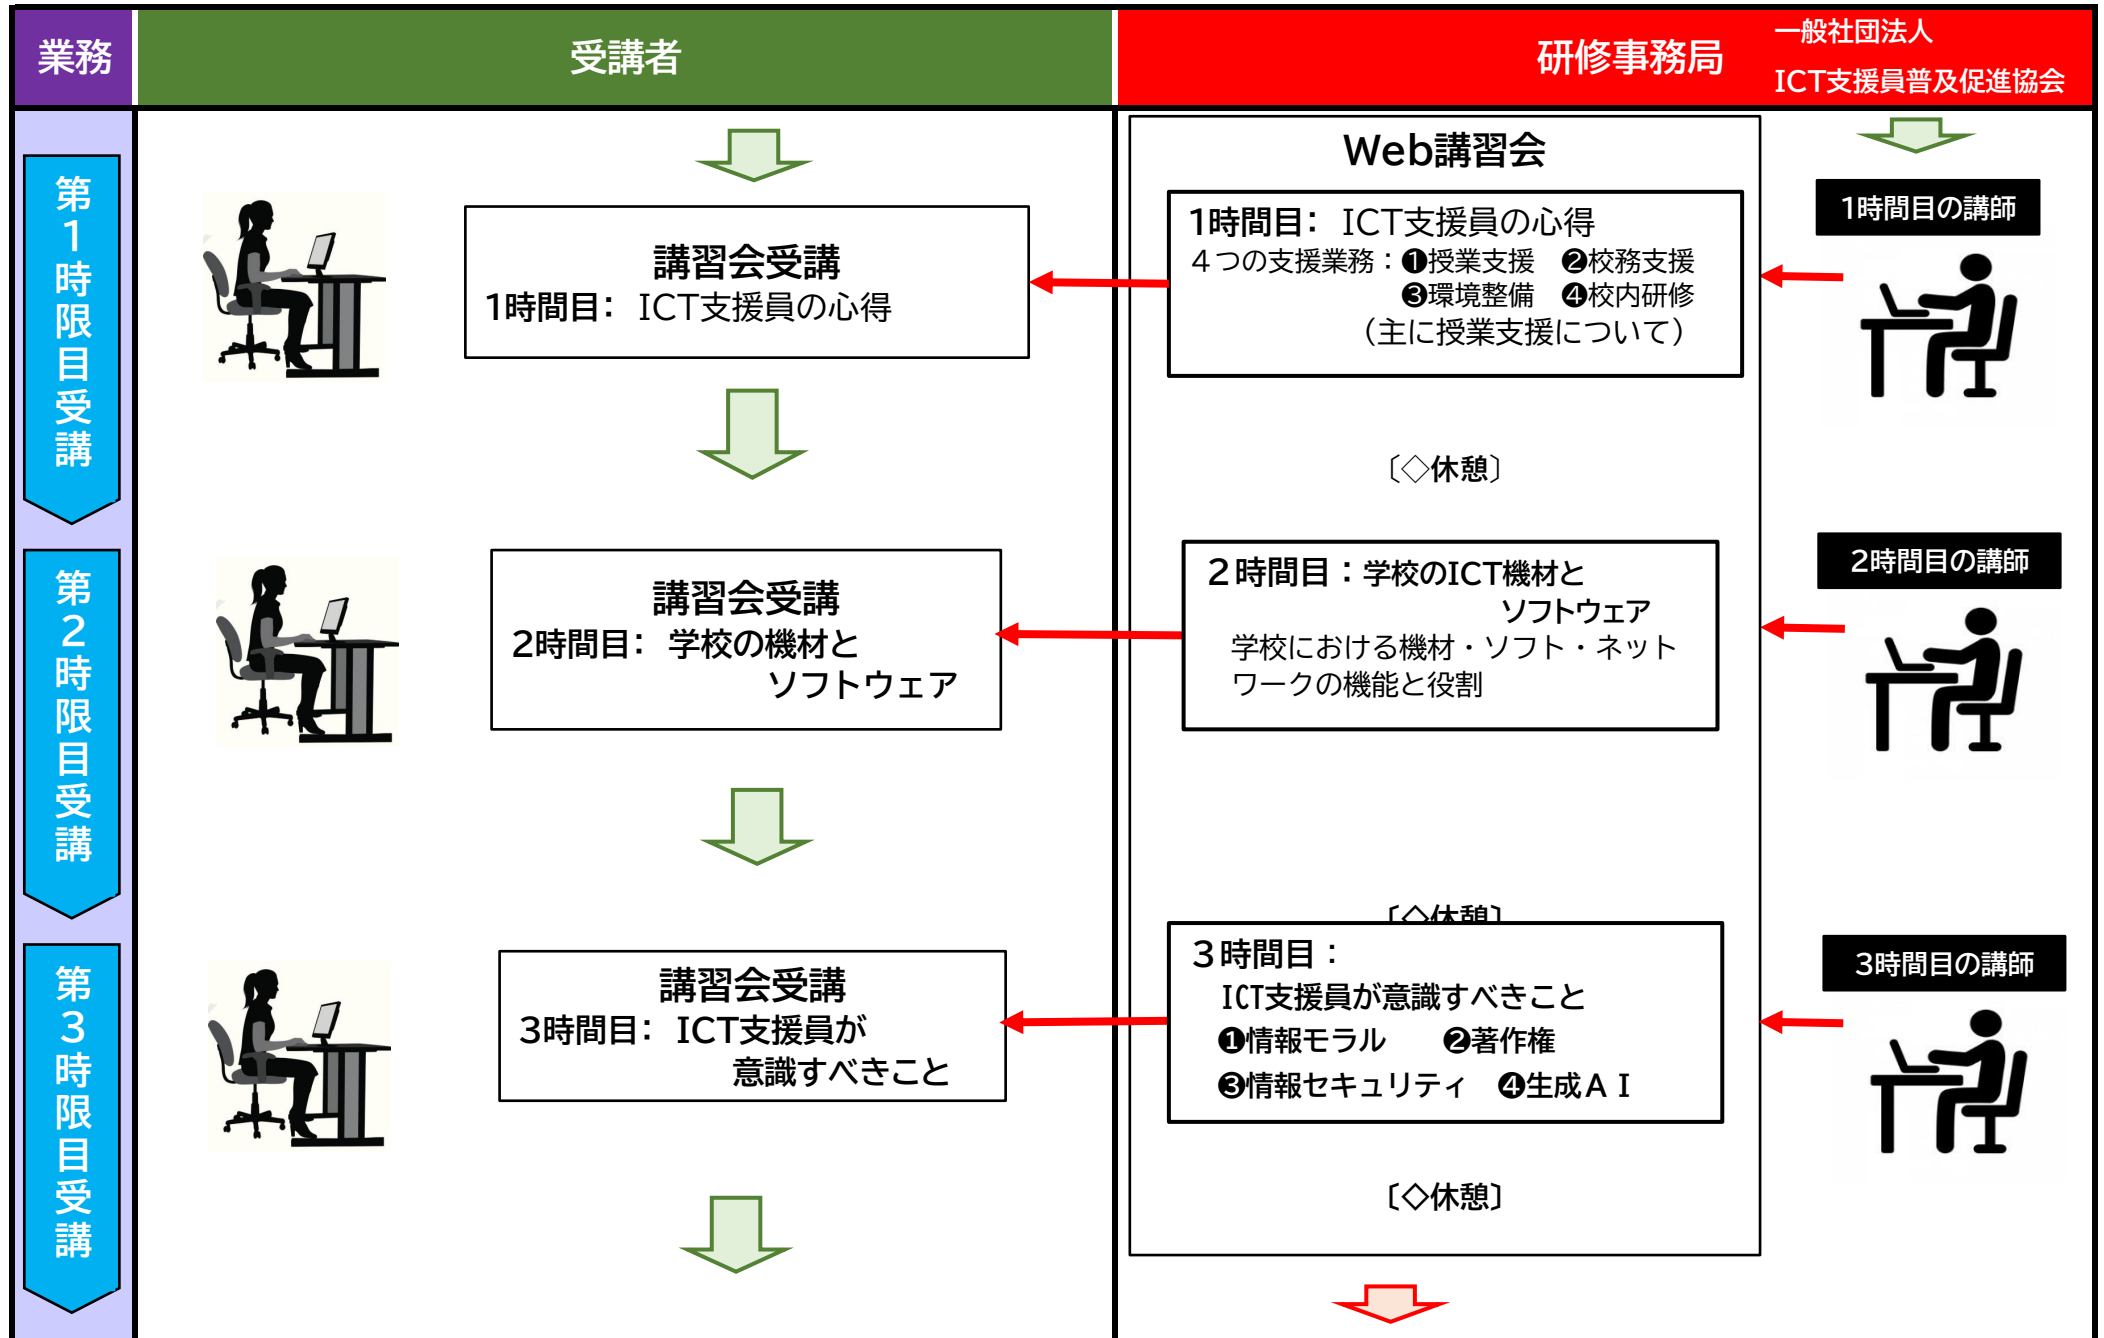 業務
受講者
研修事務局
一般社団法人
ICT支援員普及促進協会
第1時限目受講
講習会受講
1時間目： ICT支援員の心得
Web講習会
1時間目： ICT支援員の心得
４つの支援業務：❶授業支援　❷校務支援
❸環境整備　❹校内研修
（主に授業支援について）
1時間目の講師
〔◇休憩〕
第2時限目受講
講習会受講
2時間目： 学校の機材と
ソフトウェア
２時間目：学校のICT機材と
ソフトウェア
学校における機材・ソフト・ネット
ワークの機能と役割
2時間目の講師
〔◇休憩〕
第3時限目受講
講習会受講
3時間目： ICT支援員が
意識すべきこと
３時間目：
ICT支援員が意識すべきこと
❶情報モラル　　❷著作権
❸情報セキュリティ　❹生成ＡＩ
3時間目の講師
〔◇休憩〕